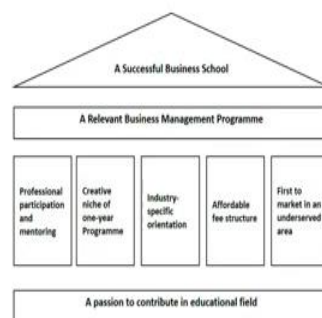 A Successful Business School
A Relevant Business Management Programme
Professional
participation
and
mentoring
Creative
niche of
one-year
Programme
Industry-
specific
orientation
Affordable
fee structure
First to
market in an
underserved
area
A passion to contribute in educational field